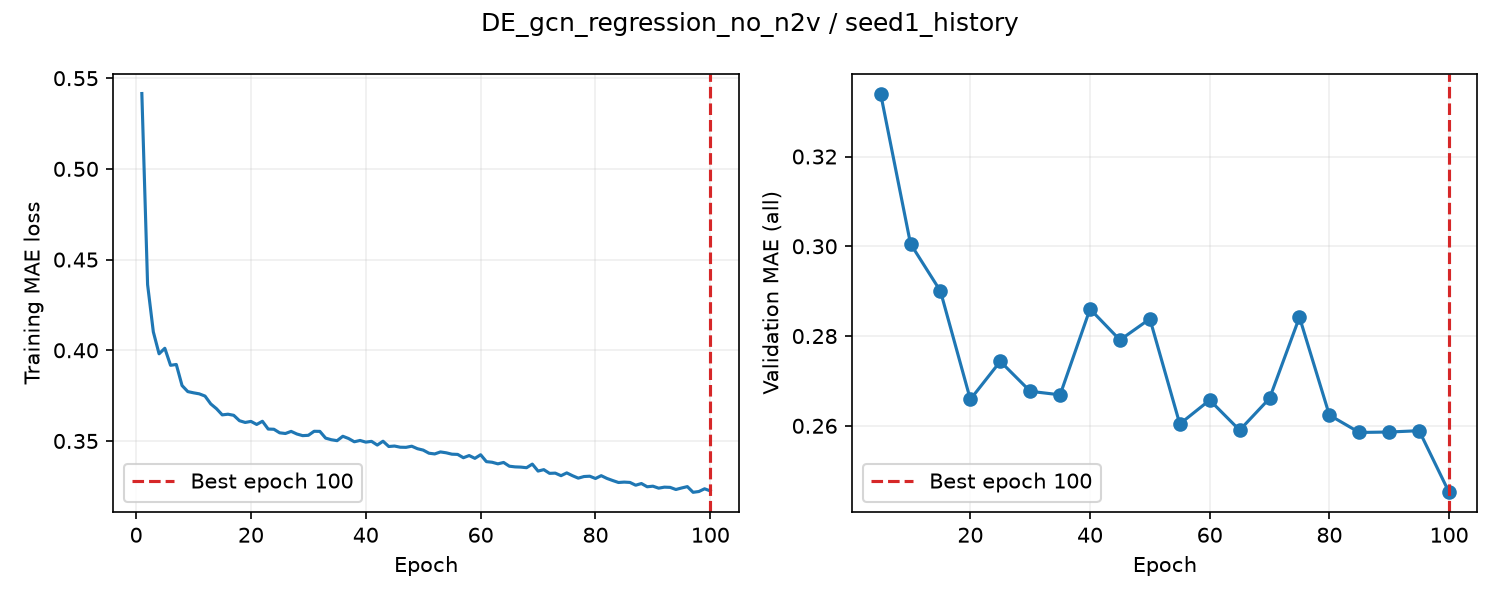 DE_gcn_regression_no_n2v / seed1_history
Training MAE loss
0.55
0.50
0.45
0.40
0.35
Best epoch 100
0 20 40 60 80 100
Epoch
Validation MAE (all)
0.32
0.30
0.28
0.26
Best epoch 100
20 40 60 80 100
Epoch